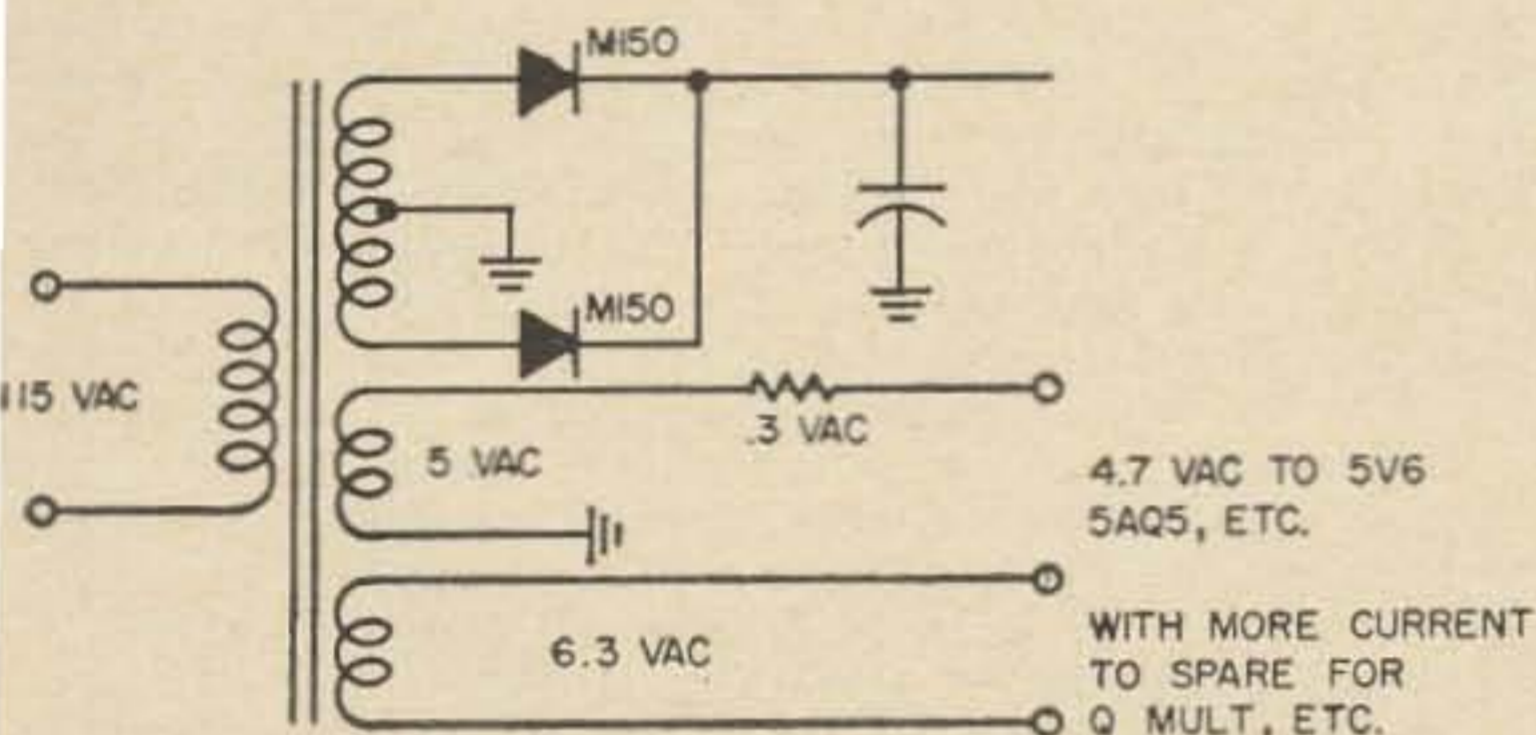 M150
M150
115 VAC
.3 VAC
5 VAC
4.7 VAC TO 5V6
5AQ5, ETC.
6.3 VAC
WITH MORE CURRENT
TO SPARE FOR
Q MULT, ETC.